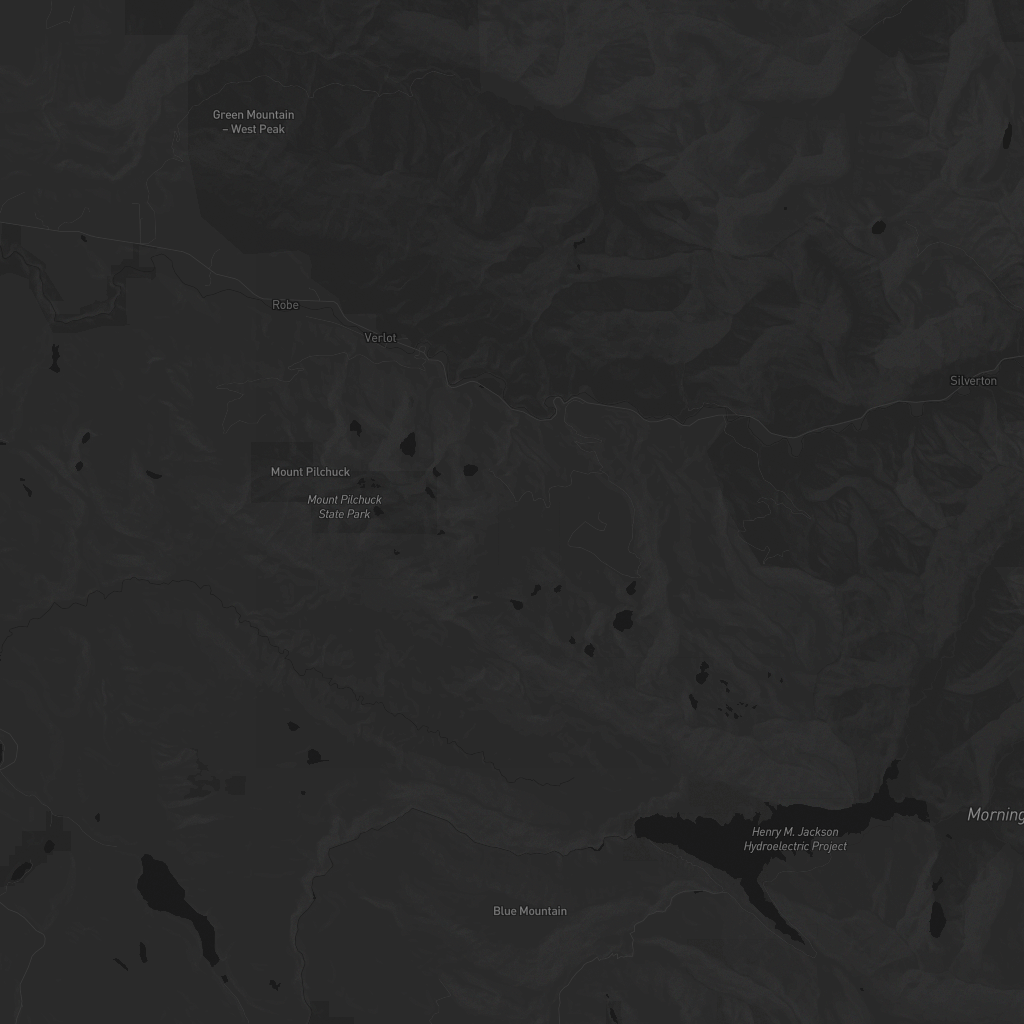 Green Mountain
– West Peak
Robe
Verlot
Silverton
Mount Pilchuck
Mount Pilchuck
State Park
Morning
Henry M. Jackson
Hydroelectric Project
Blue Mountain